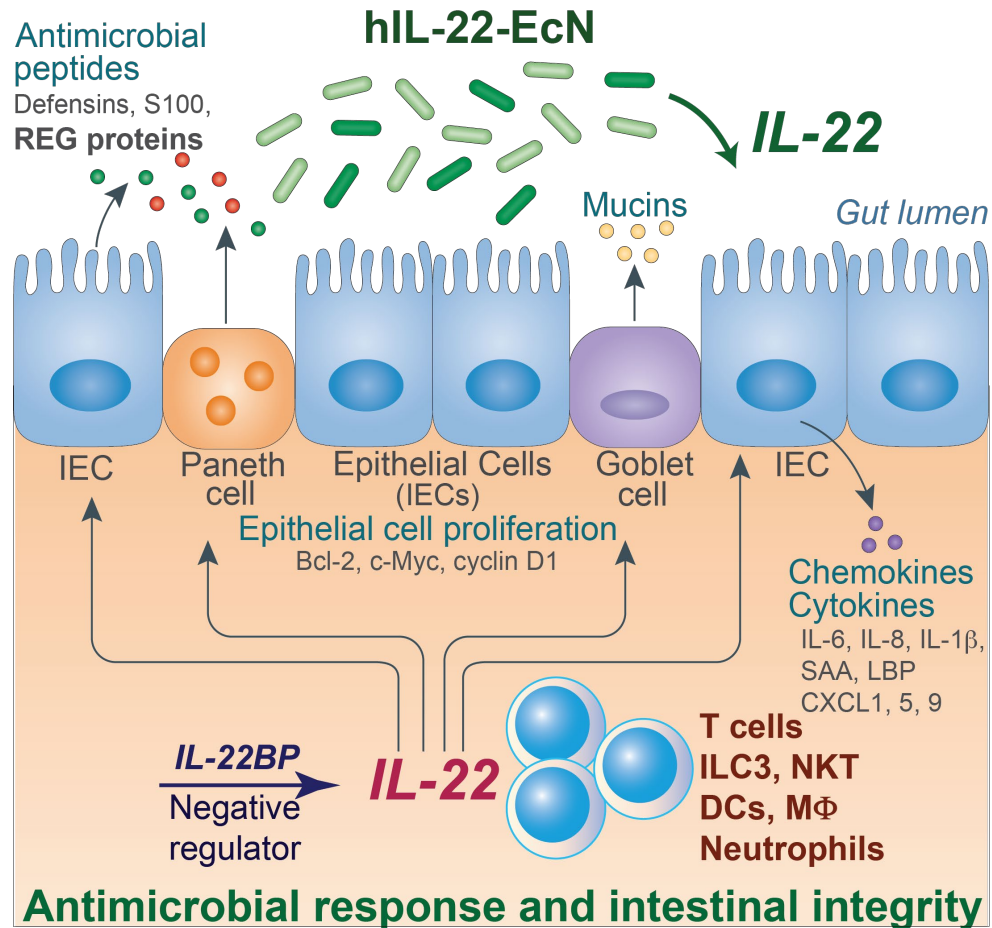 hIL-22-EcN
Antimicrobial
peptides
Defensins, S100,
REG proteins
IL-22
Mucins
Gut lumen
IEC
Paneth
cell
Epithelial Cells
(IECs)
Goblet
cell
IEC
Epithelial cell proliferation
Bcl-2, c-Myc, cyclin D1
Chemokines
Cytokines
IL-6, IL-8, IL-1β,
SAA, LBP
CXCL1, 5, 9
IL-22BP
Negative
regulator
IL-22
T cells
ILC3, NKT
DCs, MΦ
Neutrophils
Antimicrobial response and intestinal integrity